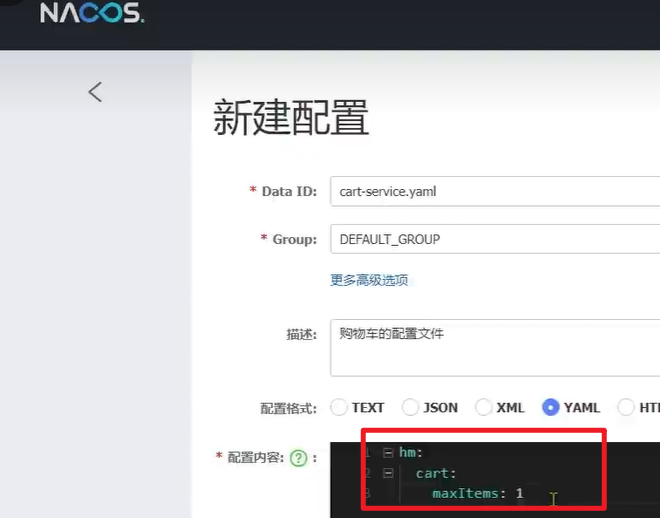 NACOS.
新建配置
* Data ID: cart-service.yaml
* Group: DEFAULT_GROUP
更多高级选项
描述: 购物车的配置文件
配置格式: TEXT JSON XML YAML HT
* 配置内容: ? :
1 hm:
2 cart:
3 maxItems: 1